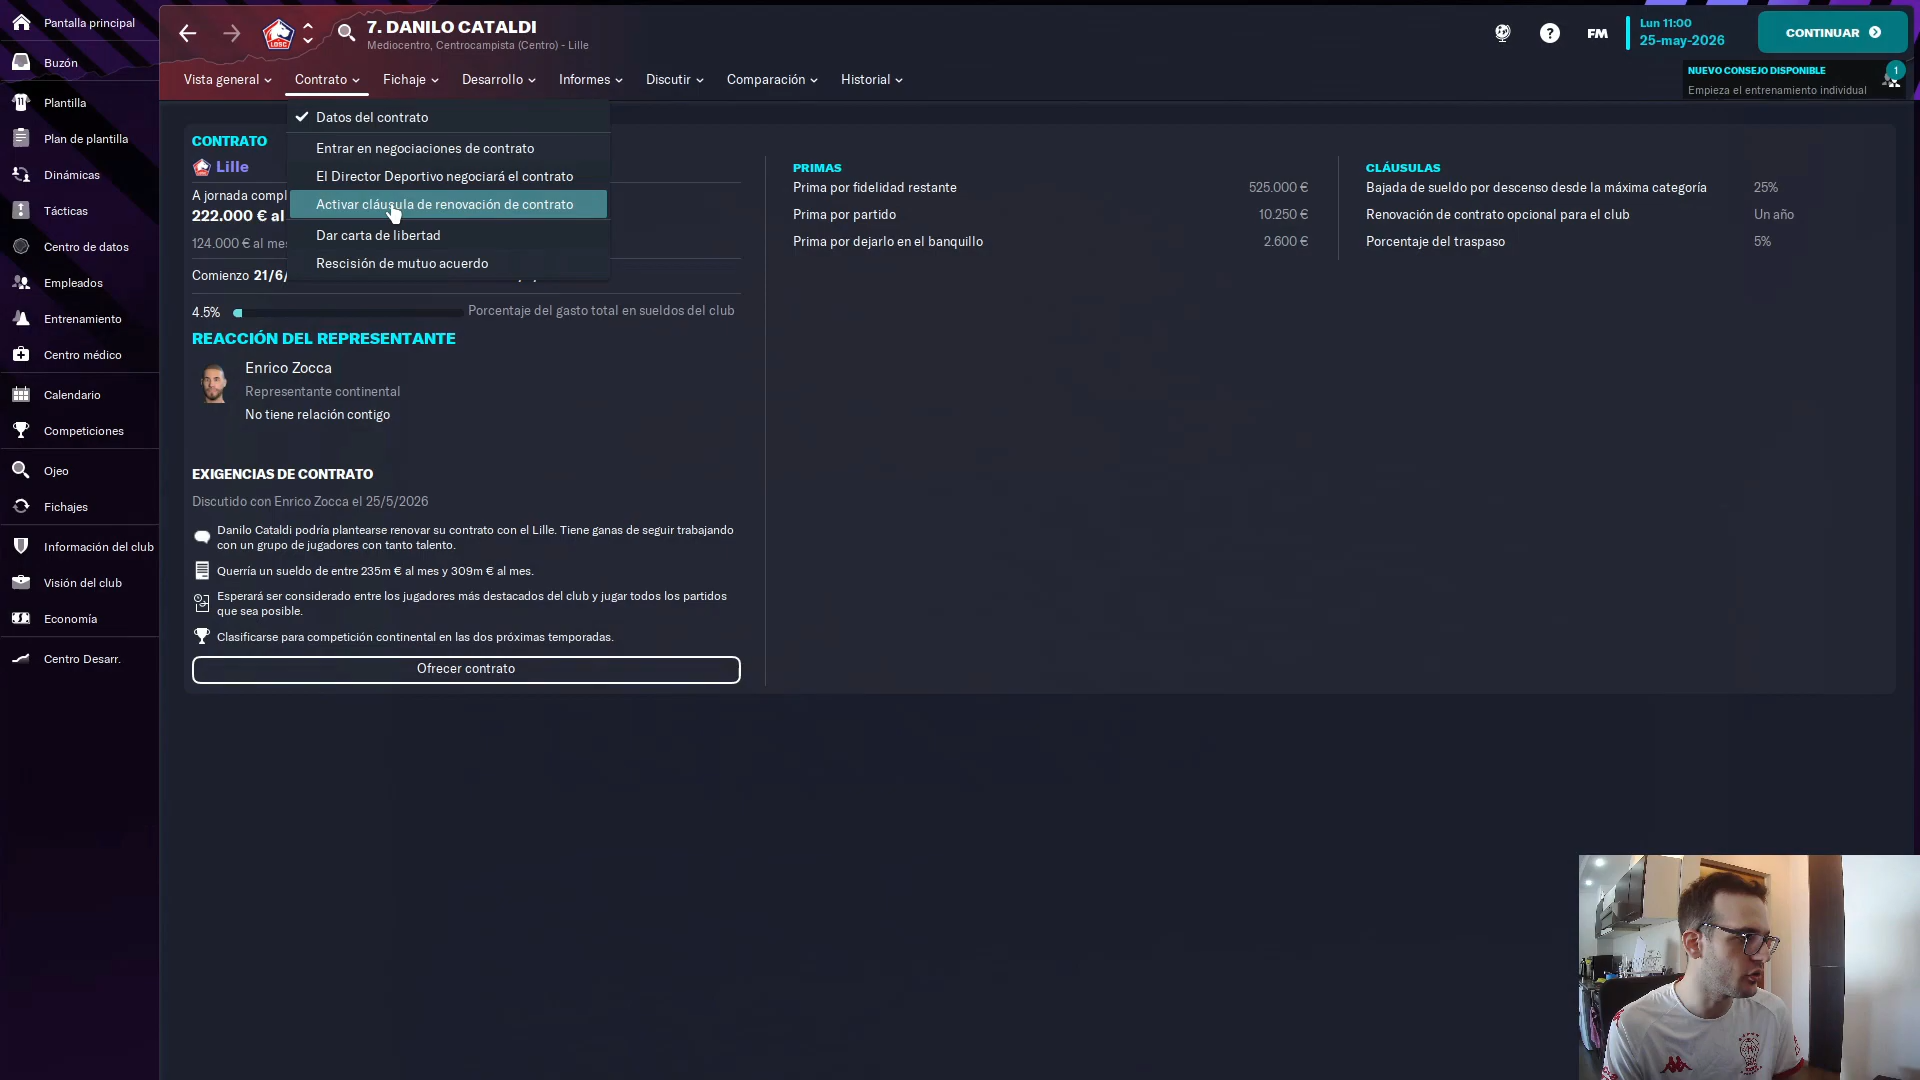 Pantalla principal
Buzón
Plantilla
Plan de plantilla
Dinámicas
Tácticas
Centro de datos
Empleados
Entrenamiento
Centro médico
Calendario
Competiciones
Ojeo
Fichajes
Información del club
Visión del club
Economía
Centro Desarr.
7. DANILO CATALDI
Mediocentro, Centrocampista (Centro) - Lille
FM
Lun 11:00
25-may-2026
CONTINUAR
NUEVO CONSEJO DISPONIBLE
1
Empieza el entrenamiento individual
Vista general
Contrato
Fichaje
Desarrollo
Informes
Discutir
Comparación
Historial
Datos del contrato
Entrar en negociaciones de contrato
El Director Deportivo negociará el contrato
Activar cláusula de renovación de contrato
Dar carta de libertad
Rescisión de mutuo acuerdo
CONTRATO
Lille
A jornada compl
222.000 € al
124.000 € al me
Comienzo 21/6/
4.5%
Porcentaje del gasto total en sueldos del club
REACCIÓN DEL REPRESENTANTE
Enrico Zocca
Representante continental
No tiene relación contigo
EXIGENCIAS DE CONTRATO
Discutido con Enrico Zocca el 25/5/2026
Danilo Cataldi podría plantearse renovar su contrato con el Lille. Tiene ganas de seguir trabajando
con un grupo de jugadores con tanto talento.
Querría un sueldo de entre 235m € al mes y 309m € al mes.
Esperará ser considerado entre los jugadores más destacados del club y jugar todos los partidos
que sea posible.
Clasificarse para competición continental en las dos próximas temporadas.
Ofrecer contrato
PRIMAS
Prima por fidelidad restante 525.000 €
Prima por partido 10.250 €
Prima por dejarlo en el banquillo 2.600 €
CLÁUSULAS
Bajada de sueldo por descenso desde la máxima categoría 25%
Renovación de contrato opcional para el club Un año
Porcentaje del traspaso 5%